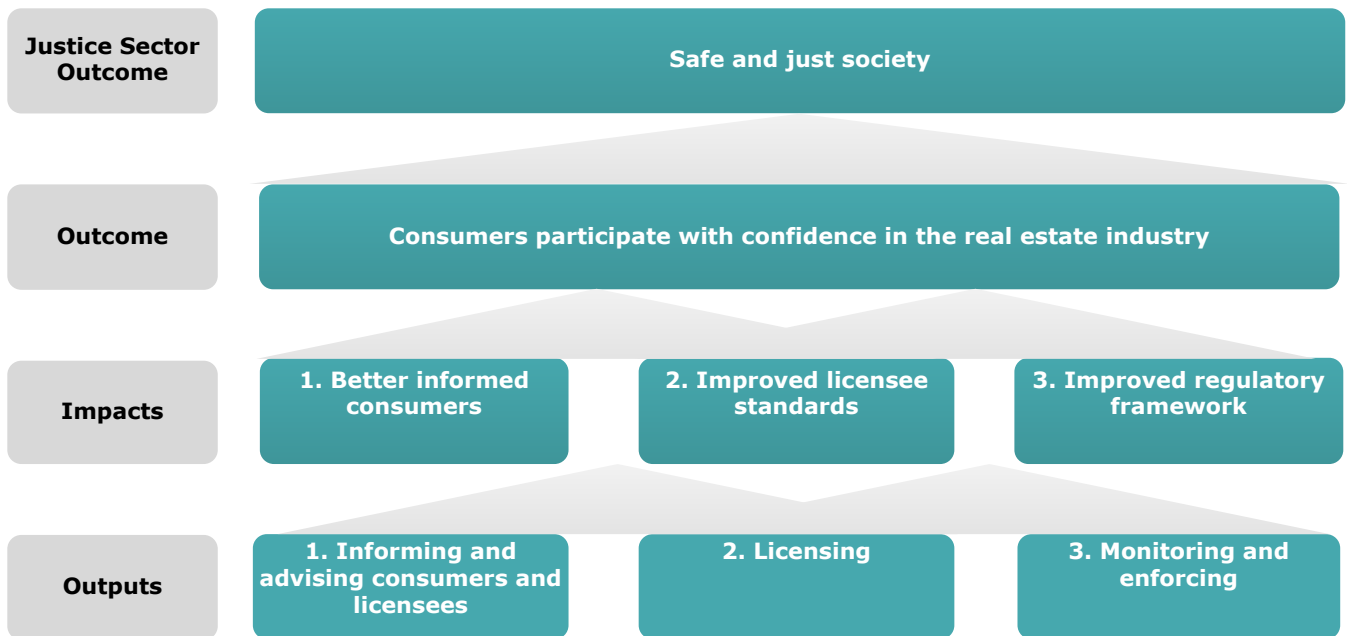 Justice Sector
Outcome
Safe and just society
Outcome
Consumers participate with confidence in the real estate industry
Impacts
1. Better informed
consumers
2. Improved licensee
standards
3. Improved regulatory
framework
Outputs
1. Informing and
advising consumers and
licensees
2. Licensing
3. Monitoring and
enforcing